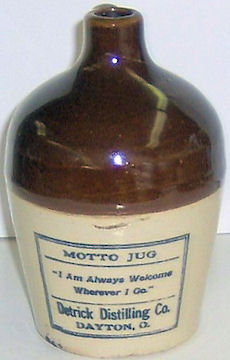 MOTTO JUG
"I Am Always Welcome
Wherever I Go."
Detrick Distilling Co.
DAYTON, O.